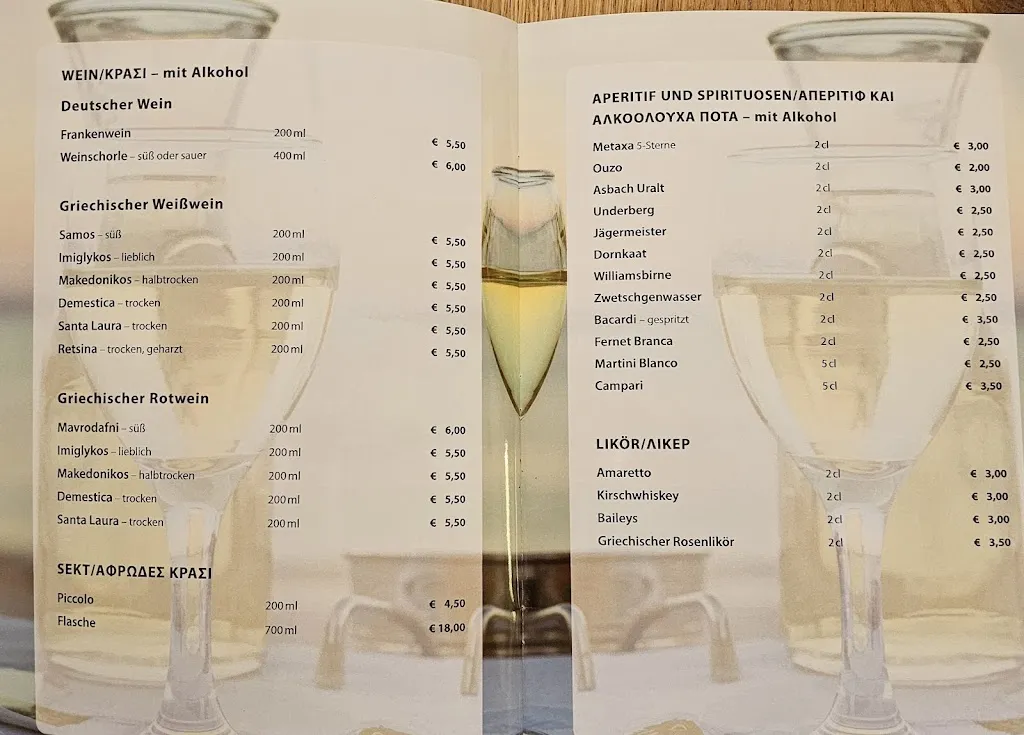 WEIN/ΚΡΑΣΙ – mit Alkohol
Deutscher Wein
Frankenwein 200 ml € 5,50
Weinschorle – süß oder sauer 400 ml € 6,00
Griechischer Weißwein
Samos – süß 200 ml € 5,50
Imiglykos – lieblich 200 ml € 5,50
Makedonikos – halbtrocken 200 ml € 5,50
Demestica – trocken 200 ml € 5,50
Santa Laura – trocken 200 ml € 5,50
Retsina – trocken, geharzt 200 ml € 5,50
Griechischer Rotwein
Mavrodafni – süß 200 ml € 6,00
Imiglykos – lieblich 200 ml € 5,50
Makedonikos – halbtrocken 200 ml € 5,50
Demestica – trocken 200 ml € 5,50
Santa Laura – trocken 200 ml € 5,50
SEKT/ΑΦΡΩΔΕΣ ΚΡΑΣΙ
Piccolo 200 ml € 4,50
Flasche 700 ml € 18,00
APERITIF UND SPIRITUOSEN/ΑΠΕΡΙΤΙΦ ΚΑΙ
ΑΛΚΟΟΛΟΥΧΑ ΠΟΤΑ – mit Alkohol
Metaxa 5-Sterne 2 cl € 3,00
Ouzo 2 cl € 2,00
Asbach Uralt 2 cl € 3,00
Underberg 2 cl € 2,50
Jägermeister 2 cl € 2,50
Dornkaat 2 cl € 2,50
Williamsbirne 2 cl € 2,50
Zwetschgenwasser 2 cl € 2,50
Bacardi – gespritzt 2 cl € 3,50
Fernet Branca 2 cl € 2,50
Martini Blanco 5 cl € 2,50
Campari 5 cl € 3,50
LIKÖR/ΛΙΚΕΡ
Amaretto 2 cl € 3,00
Kirschwhiskey 2 cl € 3,00
Baileys 2 cl € 3,00
Griechischer Rosenlikör 2 cl € 3,50